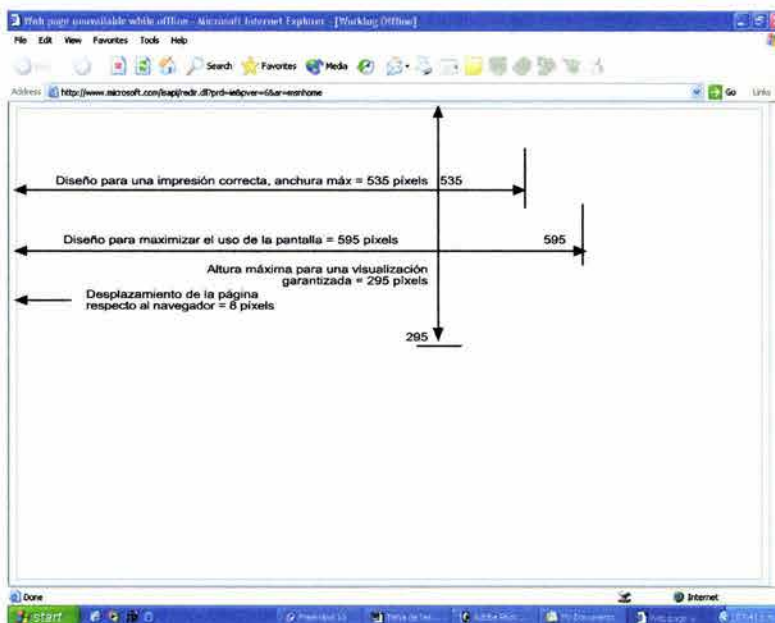 Web page unavailable while offline - Microsoft Internet Explorer - [Working Offline]
File Edit View Favorites Tools Help
Search Favorites Media
Address http://www.microsoft.com/isapi/redir.dll?prd=ie&pver=6&ar=msnhome Go Links
Diseño para una impresión correcta, anchura máx = 535 píxels 535
Diseño para maximizar el uso de la pantalla = 595 píxels 595
Altura máxima para una visualización
garantizada = 295 píxels
Desplazamiento de la página
respecto al navegador = 8 píxels
295
Done Internet
start My Documents